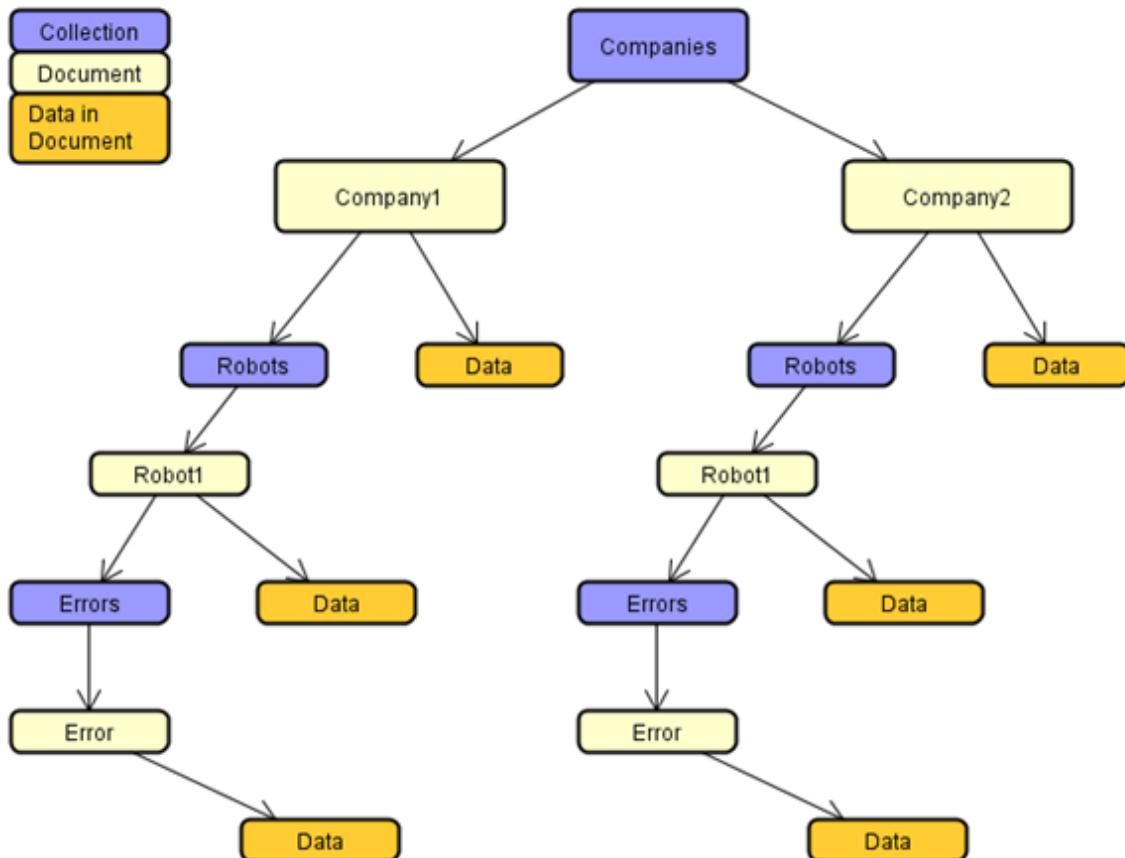 Collection
Companies
Document
Data in
Document
Company1
Company2
Robots
Data
Robots
Data
Robot1
Robot1
Errors
Data
Errors
Data
Error
Error
Data
Data